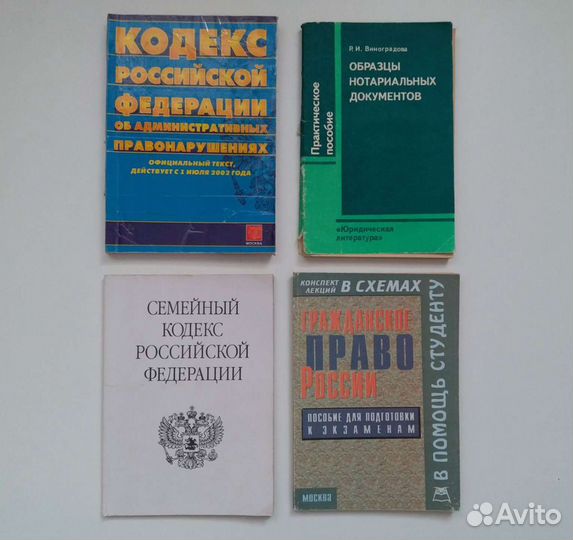 КОДЕКС
РОССИЙСКОЙ
ФЕДЕРАЦИИ
ОБ АДМИНИСТРАТИВНЫХ
ПРАВОНАРУШЕНИЯХ
ОФИЦИАЛЬНЫЙ ТЕКСТ,
ДЕЙСТВУЕТ С 1 ИЮЛЯ 2002 ГОДА
МОСКВА
Р. И. Виноградова
ОБРАЗЦЫ
НОТАРИАЛЬНЫХ
ДОКУМЕНТОВ
Практическое
пособие
«Юридическая
литература»
СЕМЕЙНЫЙ
КОДЕКС
РОССИЙСКОЙ
ФЕДЕРАЦИИ
КОНСПЕКТ
ЛЕКЦИЙ В СХЕМАХ
ГРАЖДАНСКОЕ
ПРАВО
РОССИИ
ПОСОБИЕ ДЛЯ ПОДГОТОВКИ
К ЭКЗАМЕНАМ
МОСКВА
В ПОМОЩЬ СТУДЕНТУ
Avito